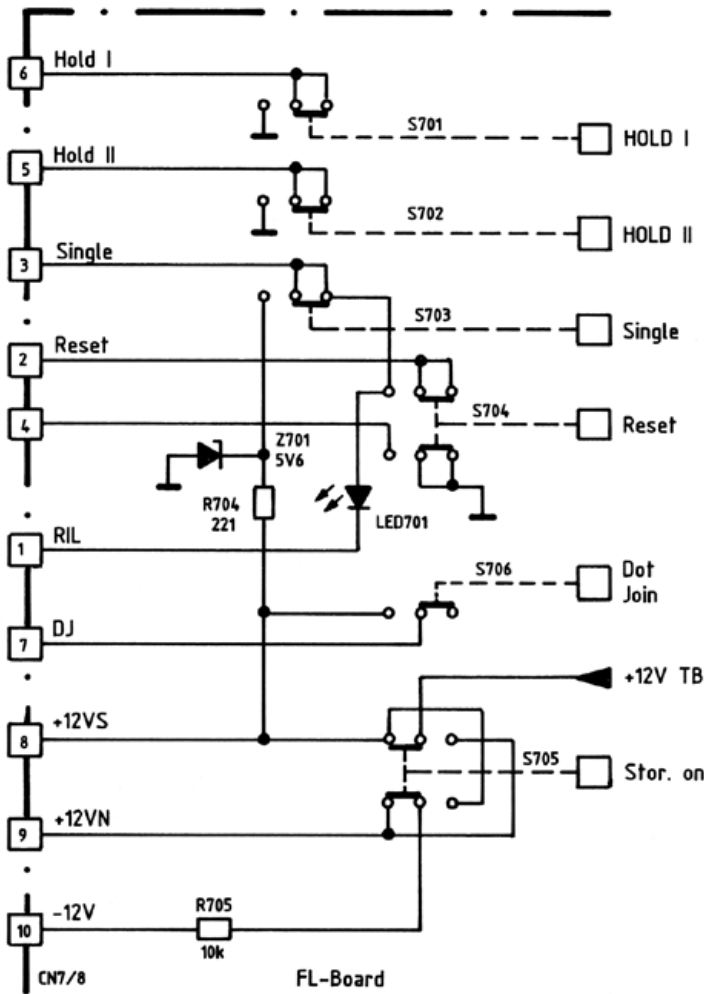 6 Hold I
S701 HOLD I
5 Hold II
S702 HOLD II
3 Single
S703 Single
2 Reset
S704 Reset
4
Z701
5V6
R704
221
LED701
1 RIL
S706 Dot
Join
7 DJ
+12V TB
8 +12VS
S705 Stor. on
9 +12VN
10 -12V
R705
10k
CN7/8 FL-Board